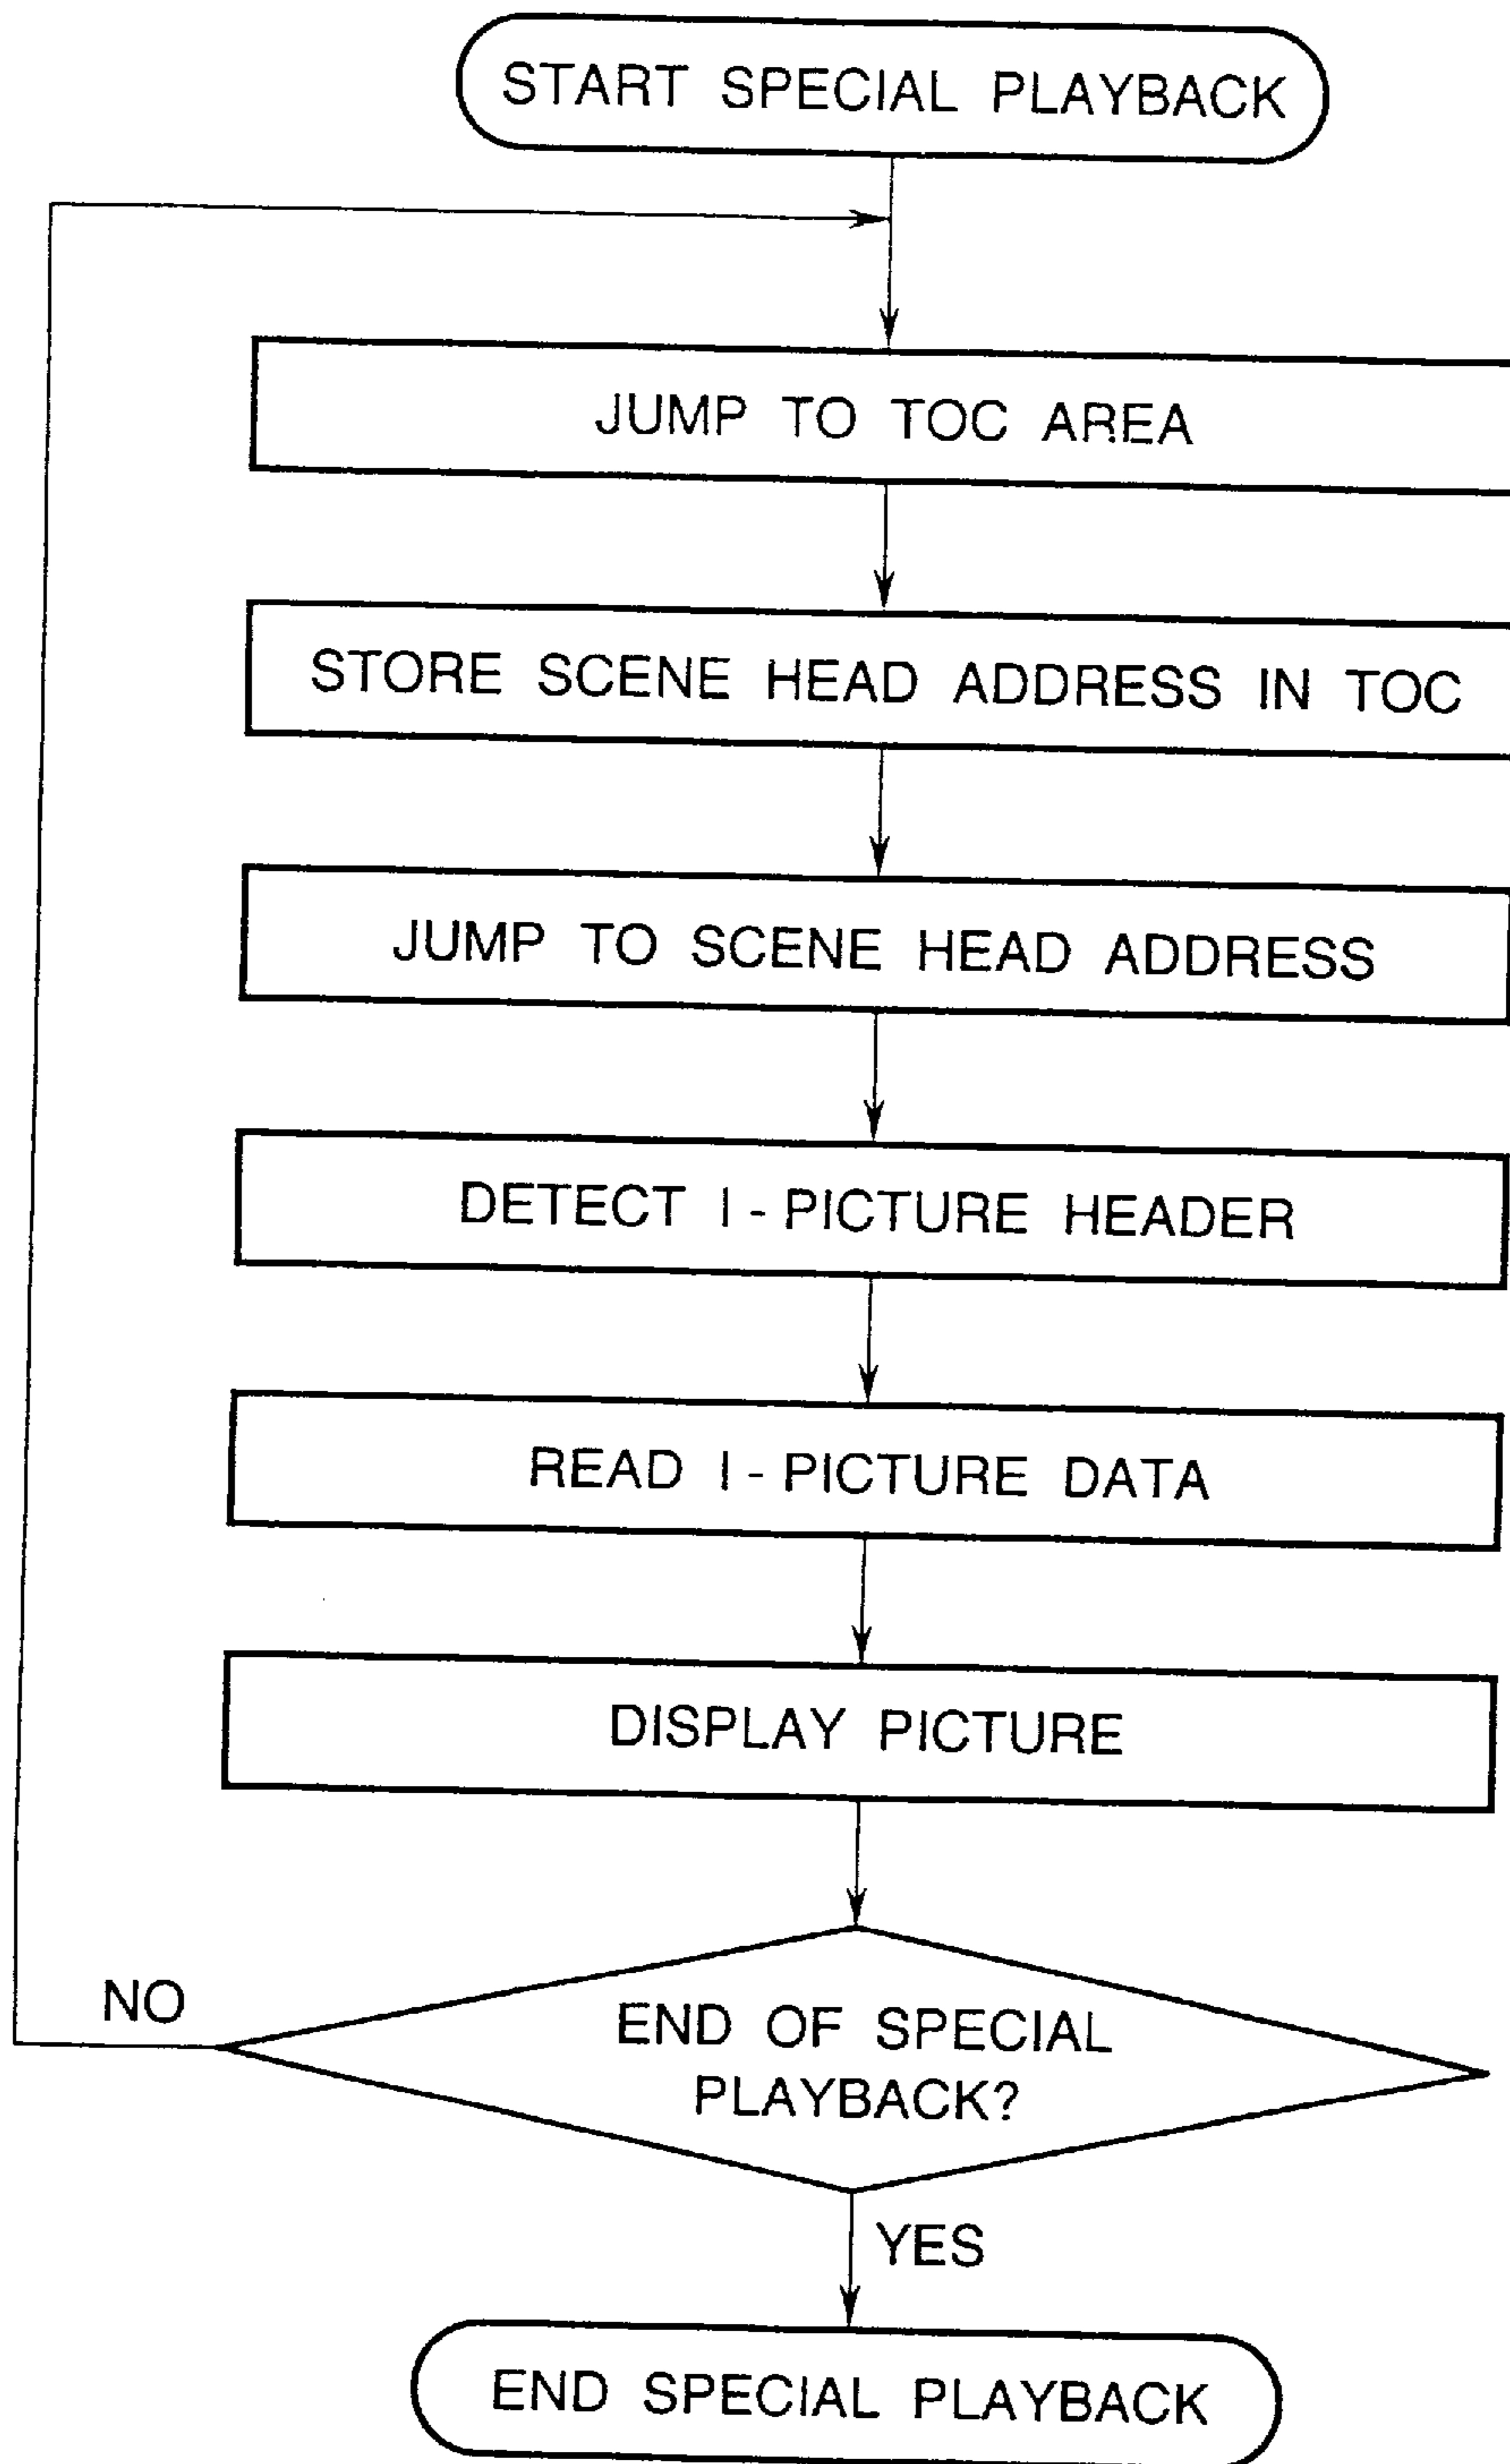 START SPECIAL PLAYBACK
JUMP TO TOC AREA
STORE SCENE HEAD ADDRESS IN TOC
JUMP TO SCENE HEAD ADDRESS
DETECT I - PICTURE HEADER
READ I - PICTURE DATA
DISPLAY PICTURE
NO
END OF SPECIAL
PLAYBACK?
YES
END SPECIAL PLAYBACK